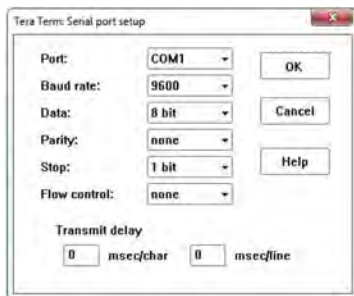 Tera Term: Serial port setup
Port: COM1
OK
Baud rate: 9600
Data: 8 bit
Cancel
Parity: none
Stop: 1 bit
Help
Flow control: none
Transmit delay
0 msec/char 0 msec/line